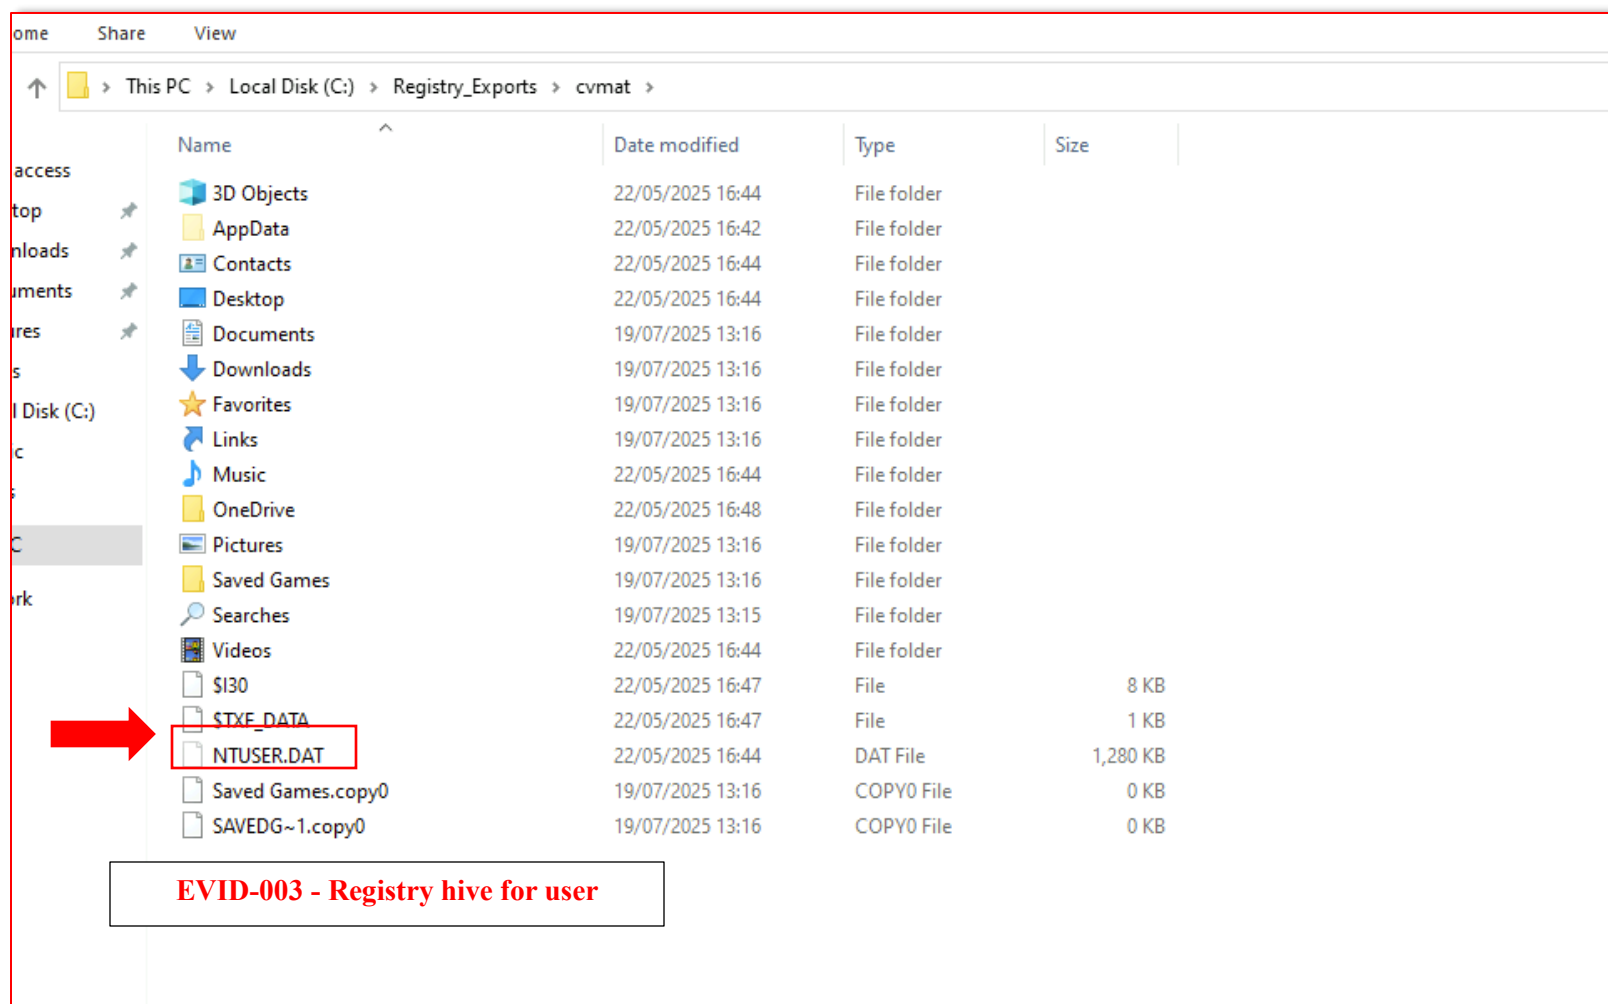 ome Share View
This PC > Local Disk (C:) > Registry_Exports > cvmat >
Name Date modified Type Size
access
top
nloads
uments
ures
s
l Disk (C:)
ic
s
C
ork
3D Objects 22/05/2025 16:44 File folder
AppData 22/05/2025 16:42 File folder
Contacts 22/05/2025 16:44 File folder
Desktop 22/05/2025 16:44 File folder
Documents 19/07/2025 13:16 File folder
Downloads 19/07/2025 13:16 File folder
Favorites 19/07/2025 13:16 File folder
Links 19/07/2025 13:16 File folder
Music 22/05/2025 16:44 File folder
OneDrive 22/05/2025 16:48 File folder
Pictures 19/07/2025 13:16 File folder
Saved Games 19/07/2025 13:16 File folder
Searches 19/07/2025 13:15 File folder
Videos 22/05/2025 16:44 File folder
$I30 22/05/2025 16:47 File 8 KB
$TXF_DATA 22/05/2025 16:47 File 1 KB
NTUSER.DAT 22/05/2025 16:44 DAT File 1,280 KB
Saved Games.copy0 19/07/2025 13:16 COPY0 File 0 KB
SAVEDG~1.copy0 19/07/2025 13:16 COPY0 File 0 KB
EVID-003 - Registry hive for user